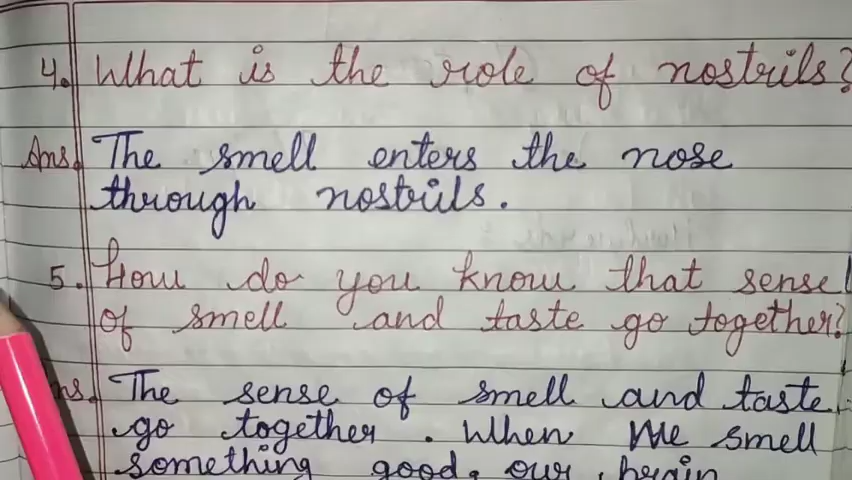 4. What is the role of nostrils?
Ans. The smell enters the nose
through nostrils.
5. How do you know that sense
of smell and taste go together?
Ans. The sense of smell and taste
go together. When we smell
something good, our brain